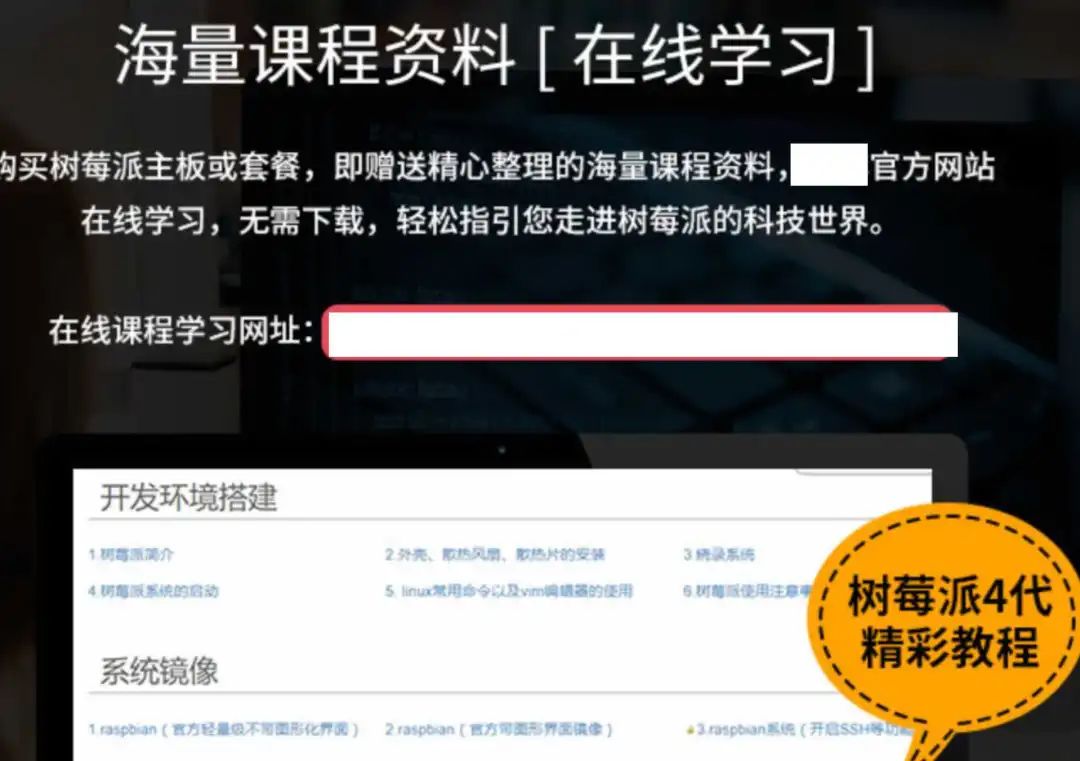 海量课程资料 [ 在线学习 ]
购买树莓派主板或套餐，即赠送精心整理的海量课程资料，官方网站
在线学习，无需下载，轻松指引您走进树莓派的科技世界。
在线课程学习网址：
开发环境搭建
1.树莓派简介 2.外壳、散热风扇、散热片的安装 3.烧录系统
4.树莓派系统的启动 5. linux常用命令以及vim编辑器的使用 6.树莓派使用注意事
树莓派4代
精彩教程
系统镜像
1.raspbian（官方轻量级不带图形化界面） 2.raspbian（官方带图形界面镜像） 3.raspbian系统（开启SSH等功能